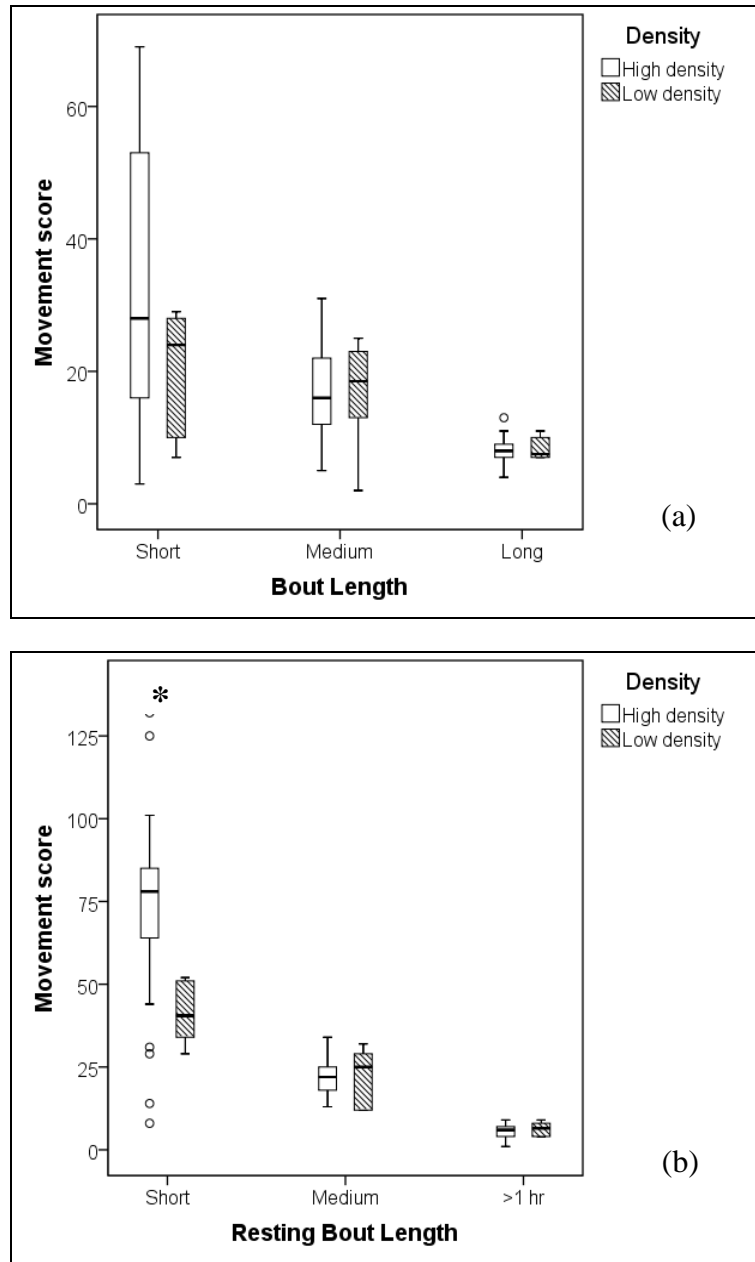 Density
High density
Low density
Movement score
60
40
20
0
Short Medium Long
Bout Length
(a)
Density
High density
Low density
*
Movement score
125
100
75
50
25
0
Short Medium >1 hr
Resting Bout Length
(b)